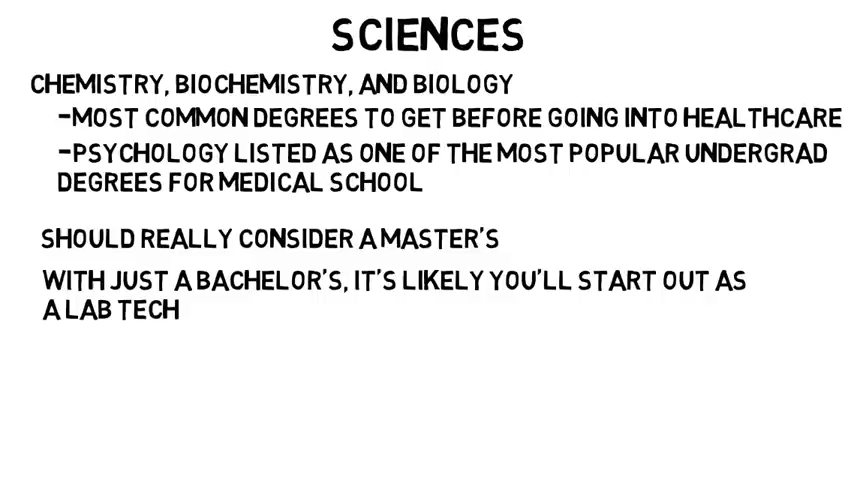 SCIENCES
CHEMISTRY, BIOCHEMISTRY, AND BIOLOGY
-MOST COMMON DEGREES TO GET BEFORE GOING INTO HEALTHCARE
-PSYCHOLOGY LISTED AS ONE OF THE MOST POPULAR UNDERGRAD
DEGREES FOR MEDICAL SCHOOL
SHOULD REALLY CONSIDER A MASTER'S
WITH JUST A BACHELOR'S, IT'S LIKELY YOU'LL START OUT AS
A LAB TECH